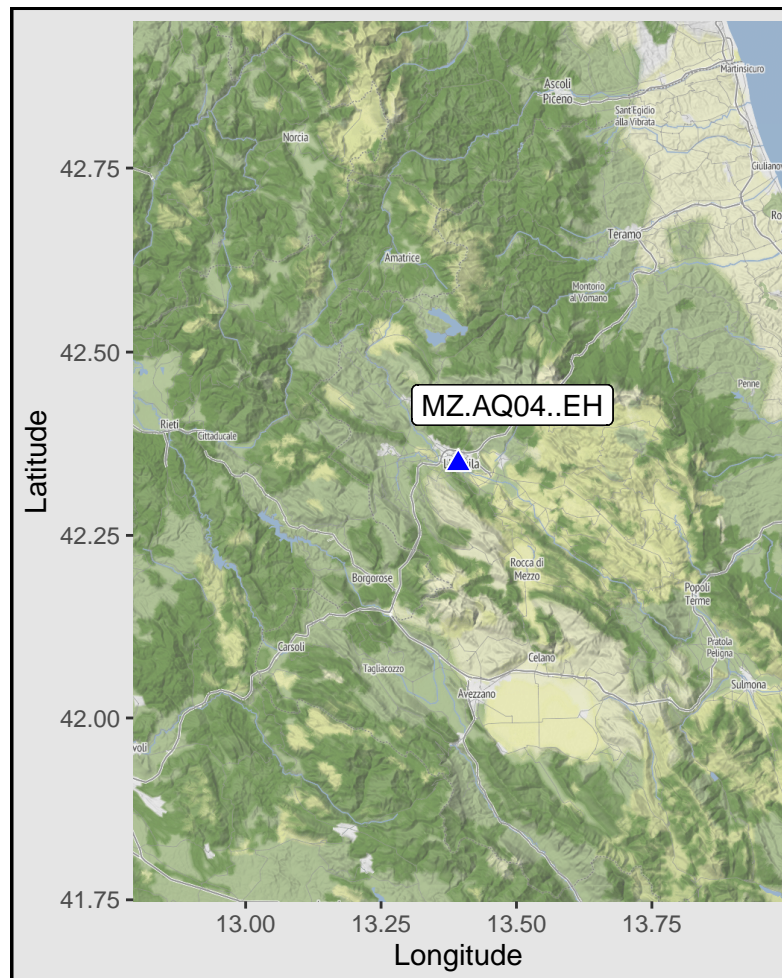 Martinsicuro
Ascoli
Piceno
Sant'Egidio
alla Vibrata
Norcia
42.75
Teramo
Amatrice
Montorio
al Vomano
42.50
Penne
MZ.AQ04..EH
Rieti
Cittaducale
Latitude
42.25
Rocca di
Mezzo
Borgorose
Popoli
Terme
Carsoli
Pratola
Peligna
Celano
Tagliacozzo
Sulmona
Avezzano
42.00
41.75
13.00
13.25
13.50
13.75
Longitude